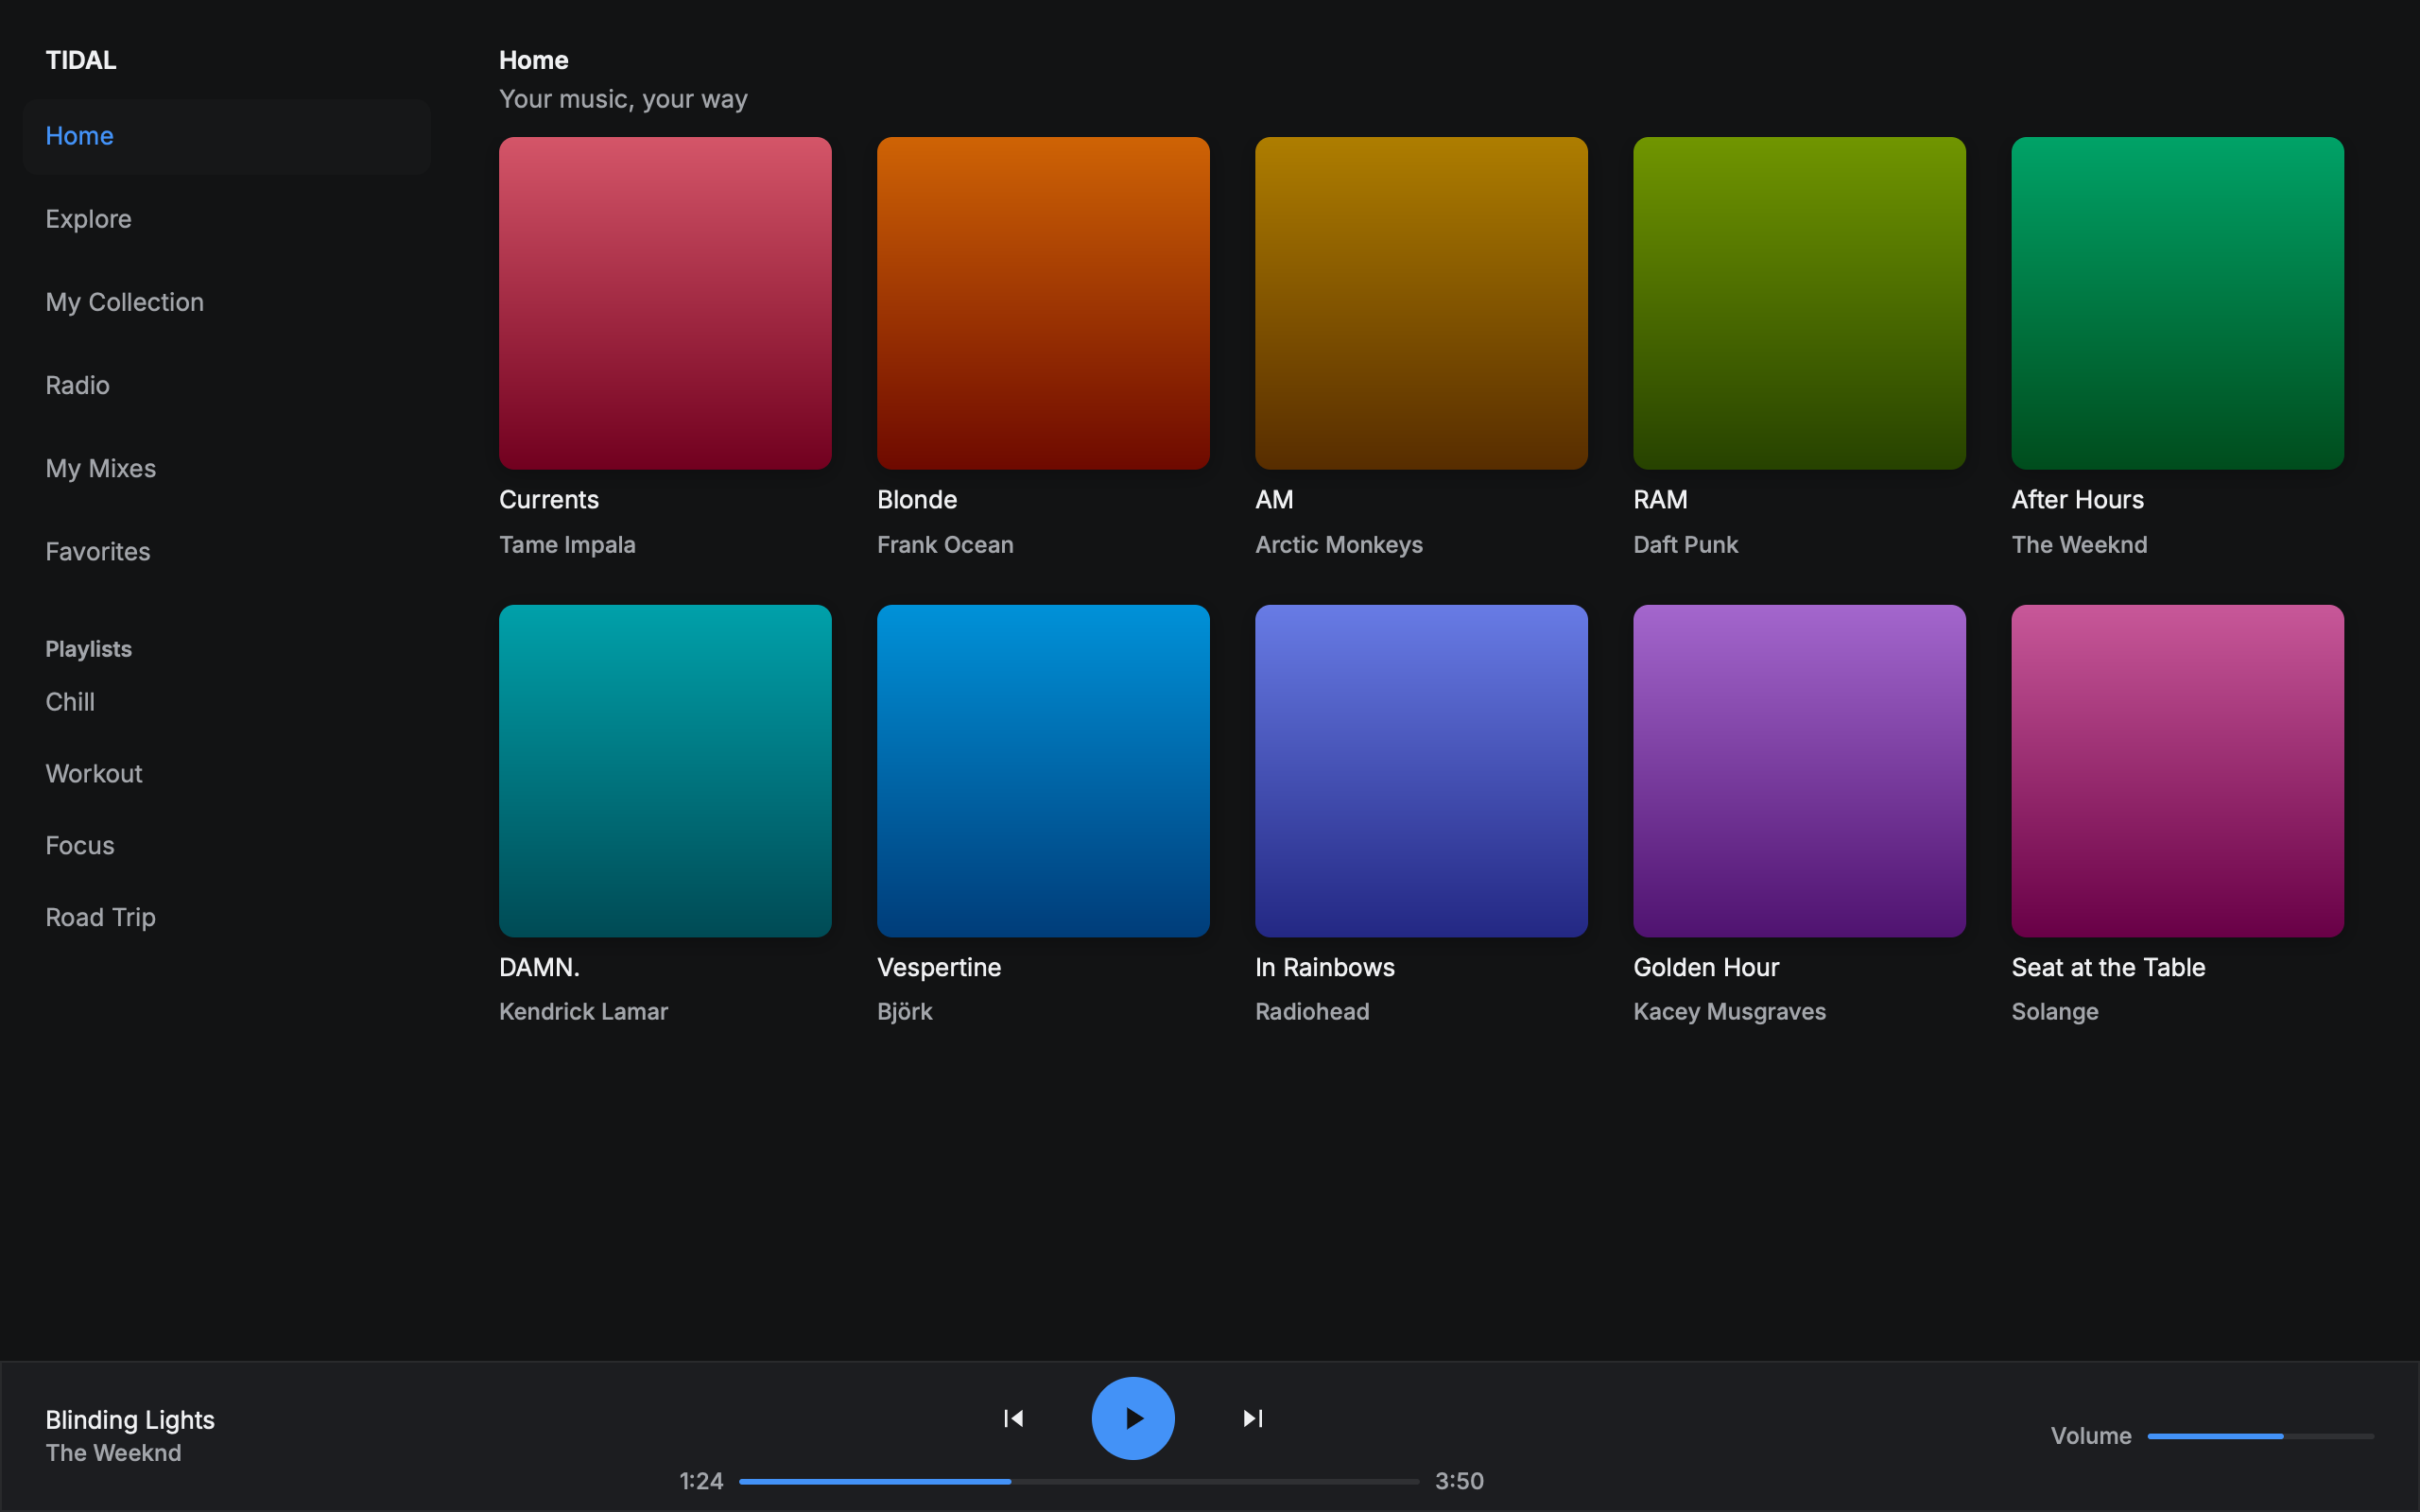 TIDAL
Home
Explore
My Collection
Radio
My Mixes
Favorites
Playlists
Chill
Workout
Focus
Road Trip
Home
Your music, your way
Currents
Tame Impala
Blonde
Frank Ocean
AM
Arctic Monkeys
RAM
Daft Punk
After Hours
The Weeknd
DAMN.
Kendrick Lamar
Vespertine
Björk
In Rainbows
Radiohead
Golden Hour
Kacey Musgraves
Seat at the Table
Solange
Blinding Lights
The Weeknd
1:24
3:50
Volume